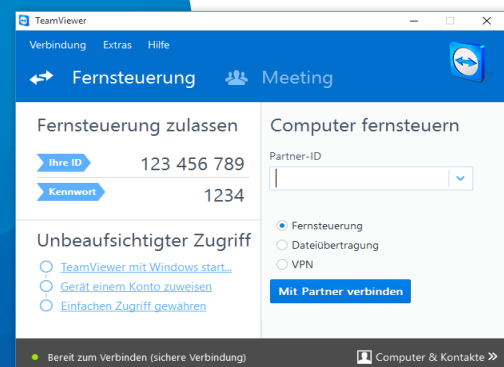 TeamViewer
Verbindung Extras Hilfe
Fernsteuerung Meeting
Fernsteuerung zulassen
Ihre ID 123 456 789
Kennwort 1234
Unbeaufsichtigter Zugriff
TeamViewer mit Windows start...
Gerät einem Konto zuweisen
Einfachen Zugriff gewähren
Computer fernsteuern
Partner-ID
Fernsteuerung
Dateiübertragung
VPN
Mit Partner verbinden
Bereit zum Verbinden (sichere Verbindung)
Computer & Kontakte